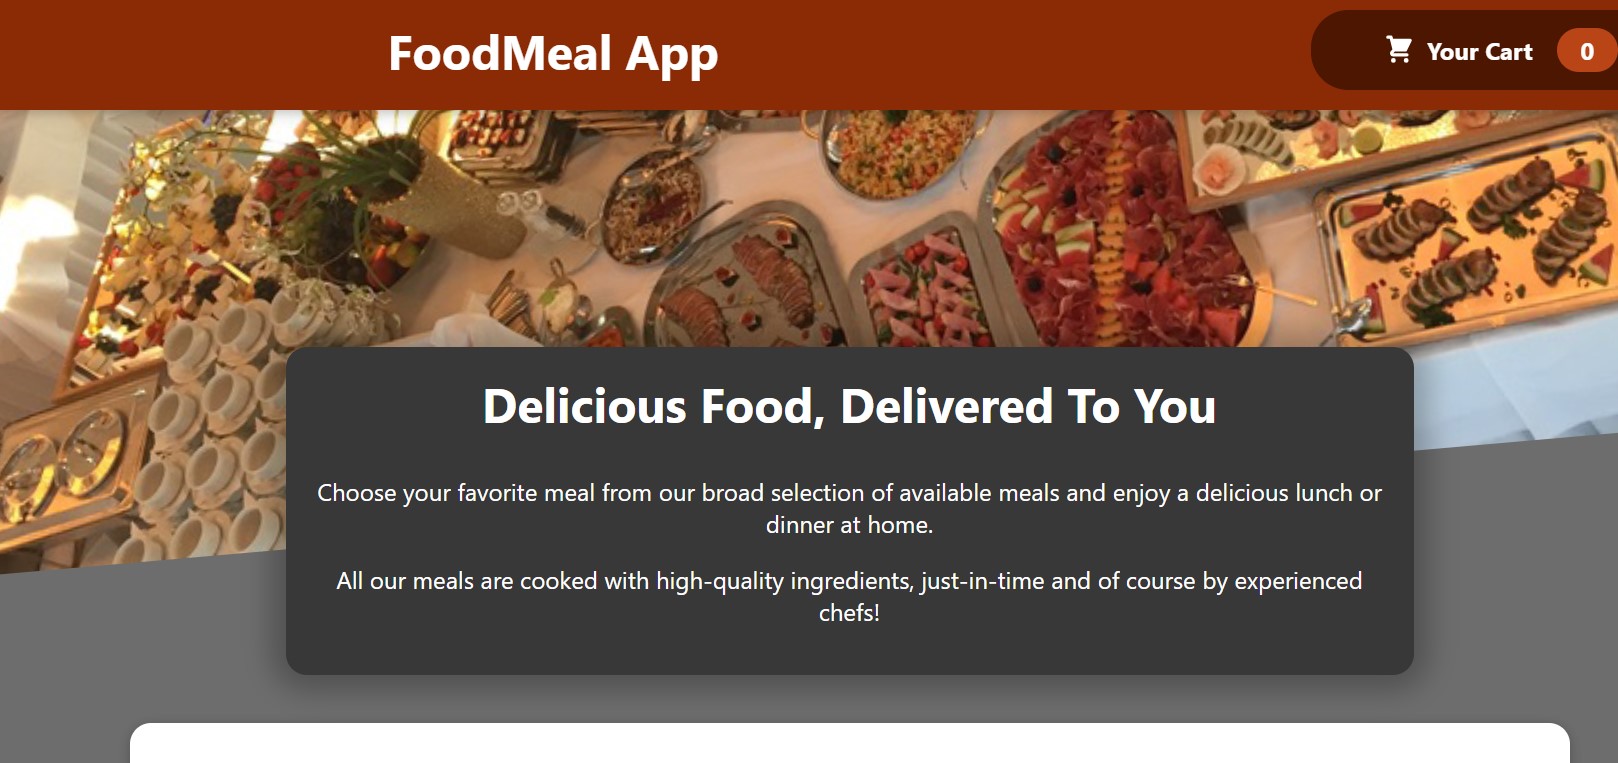 FoodMeal App
Your Cart 0
Delicious Food, Delivered To You
Choose your favorite meal from our broad selection of available meals and enjoy a delicious lunch or
dinner at home.
All our meals are cooked with high-quality ingredients, just-in-time and of course by experienced
chefs!